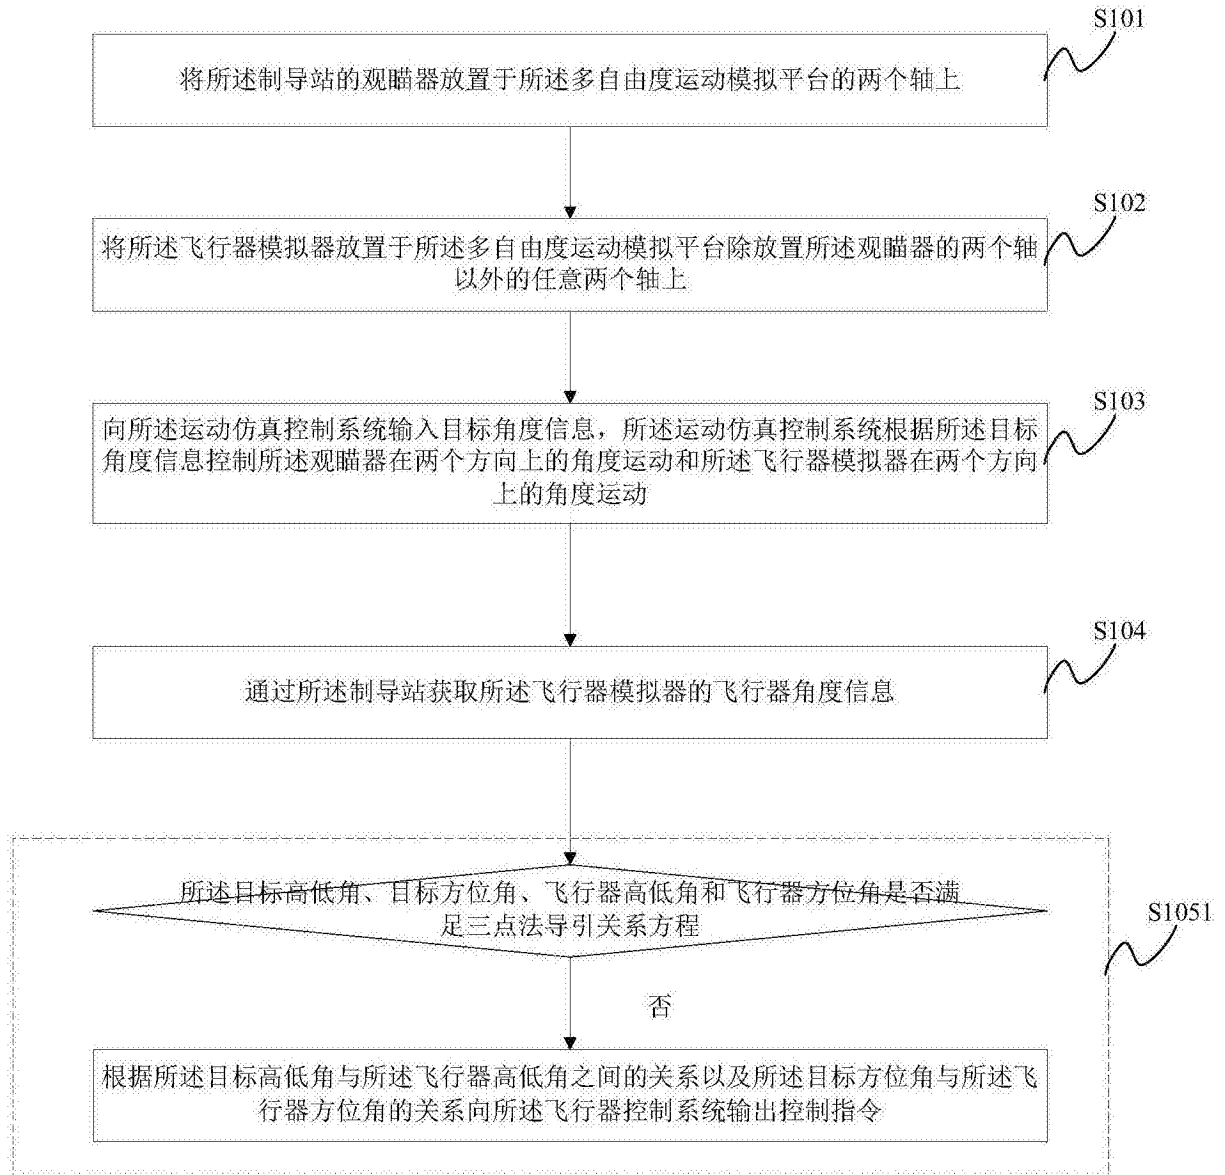 S101
将所述制导站的观瞄器放置于所述多自由度运动模拟平台的两个轴上
S102
将所述飞行器模拟器放置于所述多自由度运动模拟平台除放置所述观瞄器的两个轴
以外的任意两个轴上
S103
向所述运动仿真控制系统输入目标角度信息，所述运动仿真控制系统根据所述目标
角度信息控制所述观瞄器在两个方向上的角度运动和所述飞行器模拟器在两个方向
上的角度运动
S104
通过所述制导站获取所述飞行器模拟器的飞行器角度信息
所述目标高低角、目标方位角、飞行器高低角和飞行器方位角是否满
足三点法导引关系方程
S1051
否
根据所述目标高低角与所述飞行器高低角之间的关系以及所述目标方位角与所述飞
行器方位角的关系向所述飞行器控制系统输出控制指令